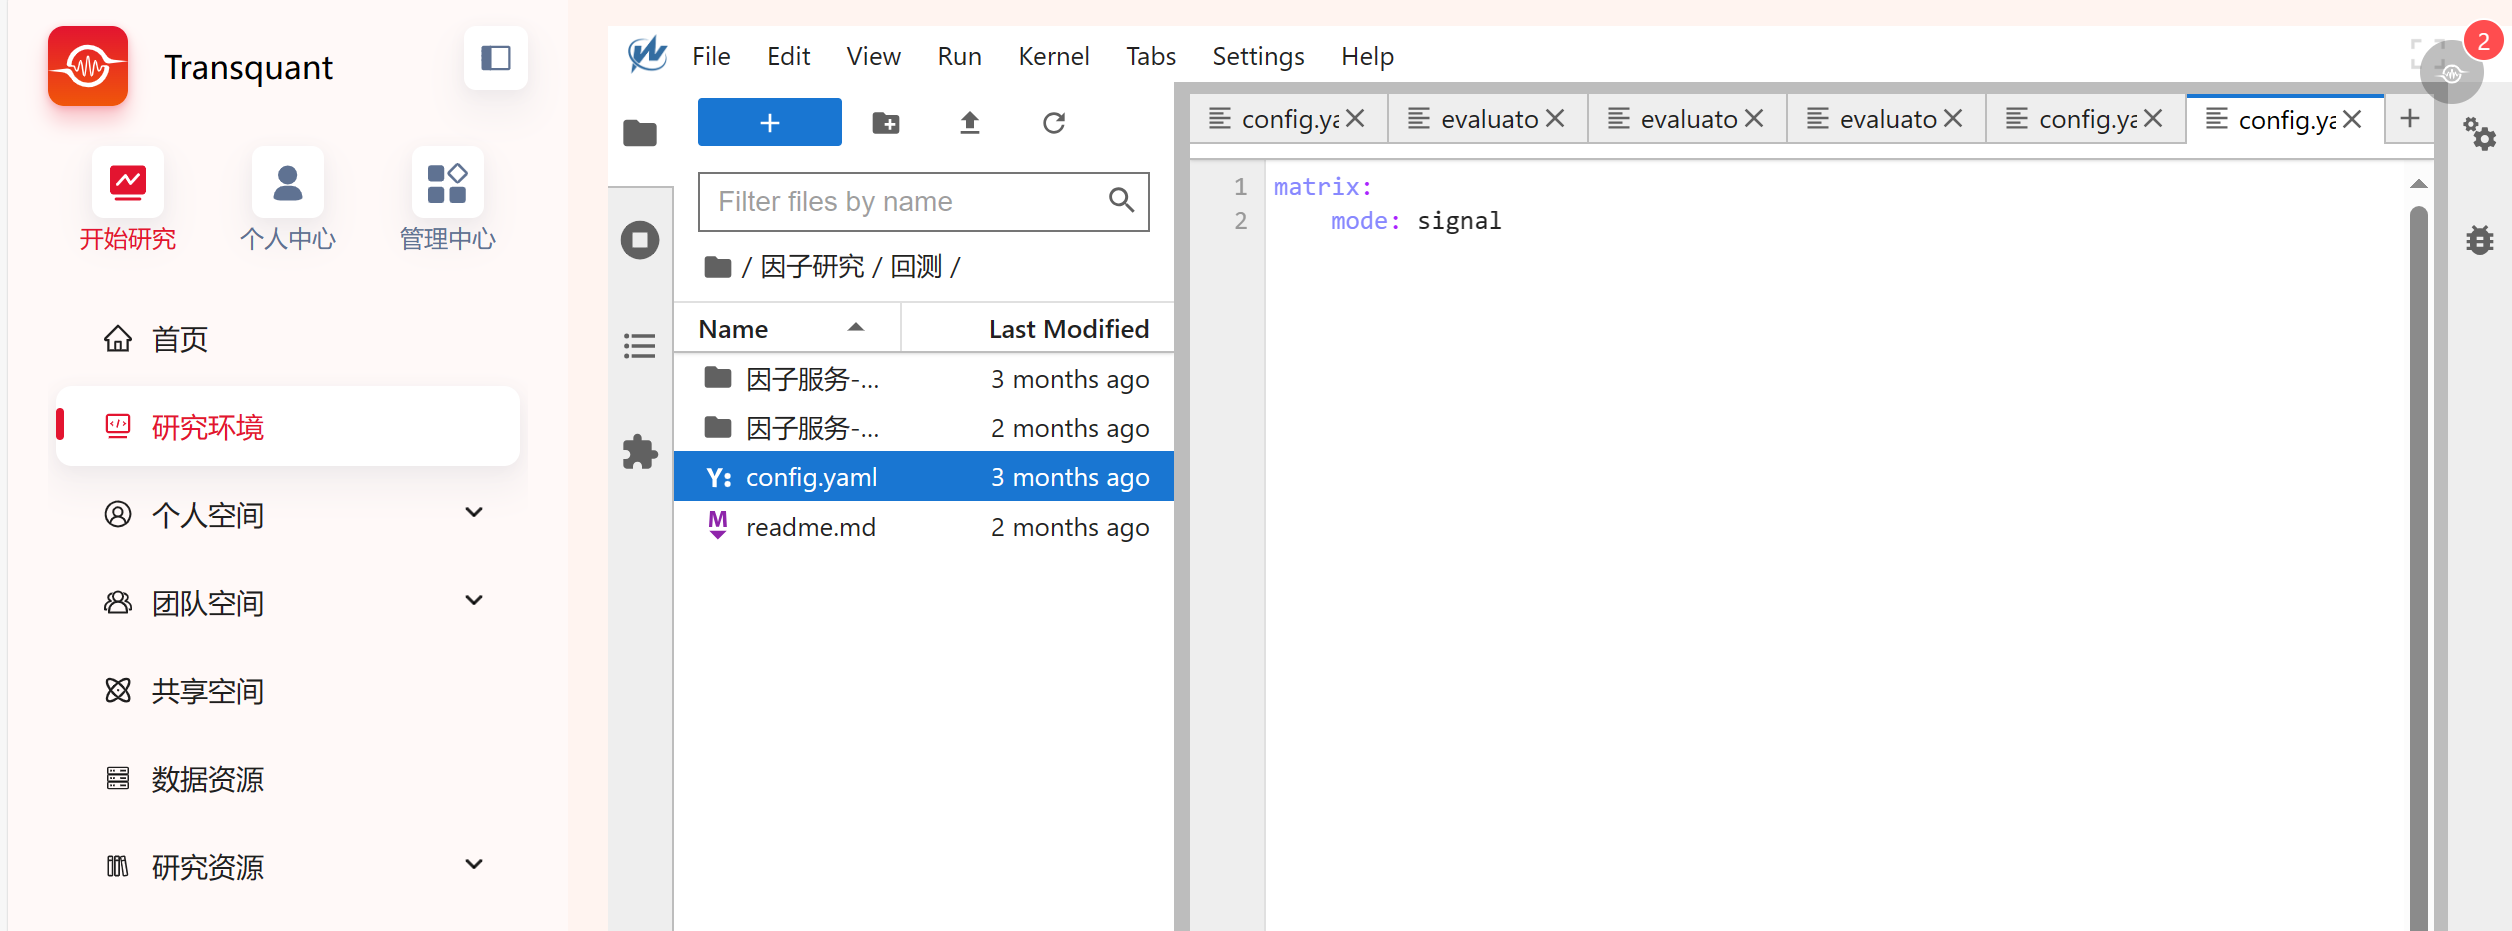 Transquant
开始研究
个人中心
管理中心
首页
研究环境
个人空间
团队空间
共享空间
数据资源
研究资源
File Edit View Run Kernel Tabs Settings Help
2
Filter files by name
/ 因子研究 / 回测 /
Name Last Modified
因子服务-... 3 months ago
因子服务-... 2 months ago
Y: config.yaml 3 months ago
M readme.md 2 months ago
config.ya evaluato evaluato evaluato config.ya config.ya
1 matrix:
2 mode: signal